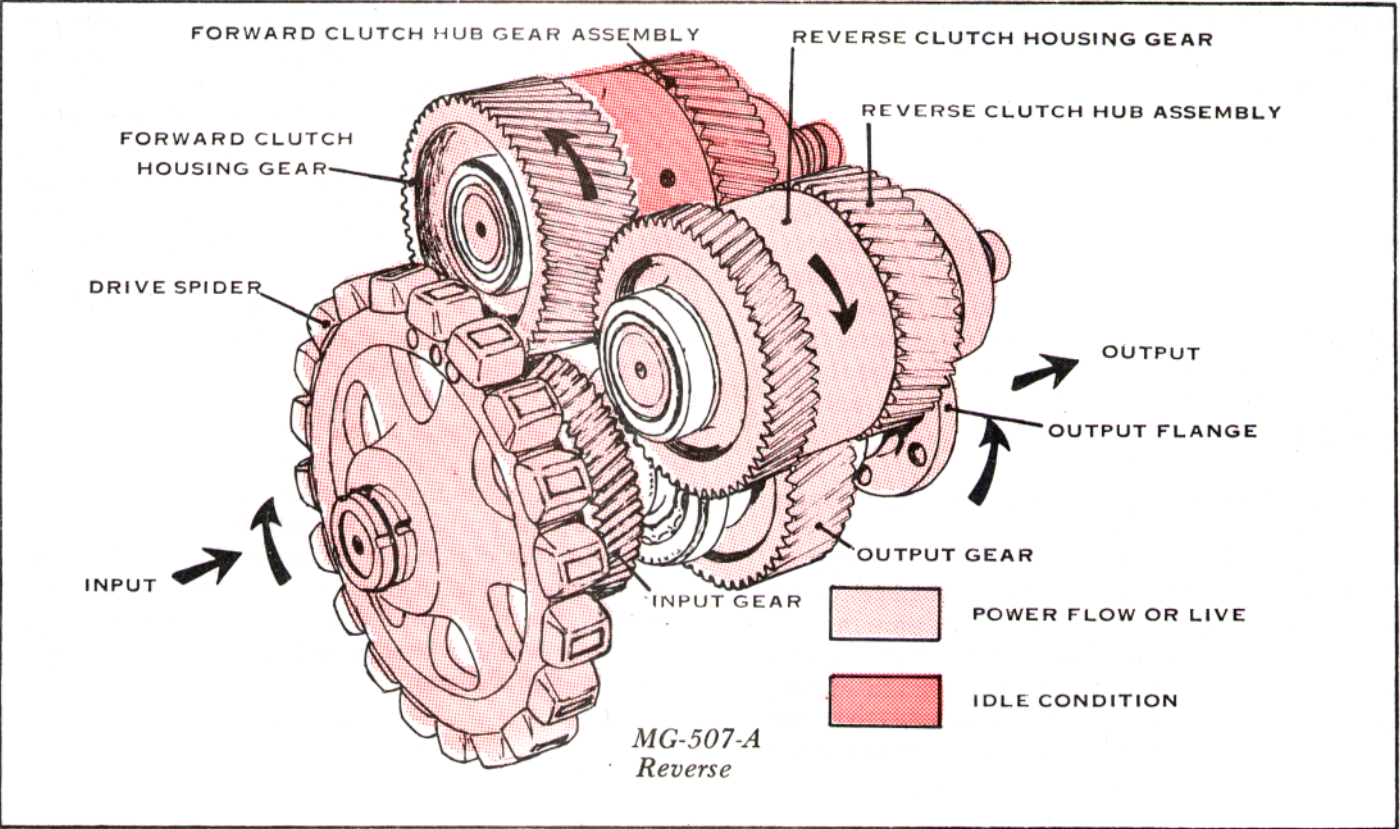 FORWARD CLUTCH HUB GEAR ASSEMBLY
REVERSE CLUTCH HOUSING GEAR
REVERSE CLUTCH HUB ASSEMBLY
FORWARD CLUTCH
HOUSING GEAR
DRIVE SPIDER
OUTPUT
OUTPUT FLANGE
OUTPUT GEAR
INPUT
INPUT GEAR
POWER FLOW OR LIVE
IDLE CONDITION
MG-507-A
Reverse